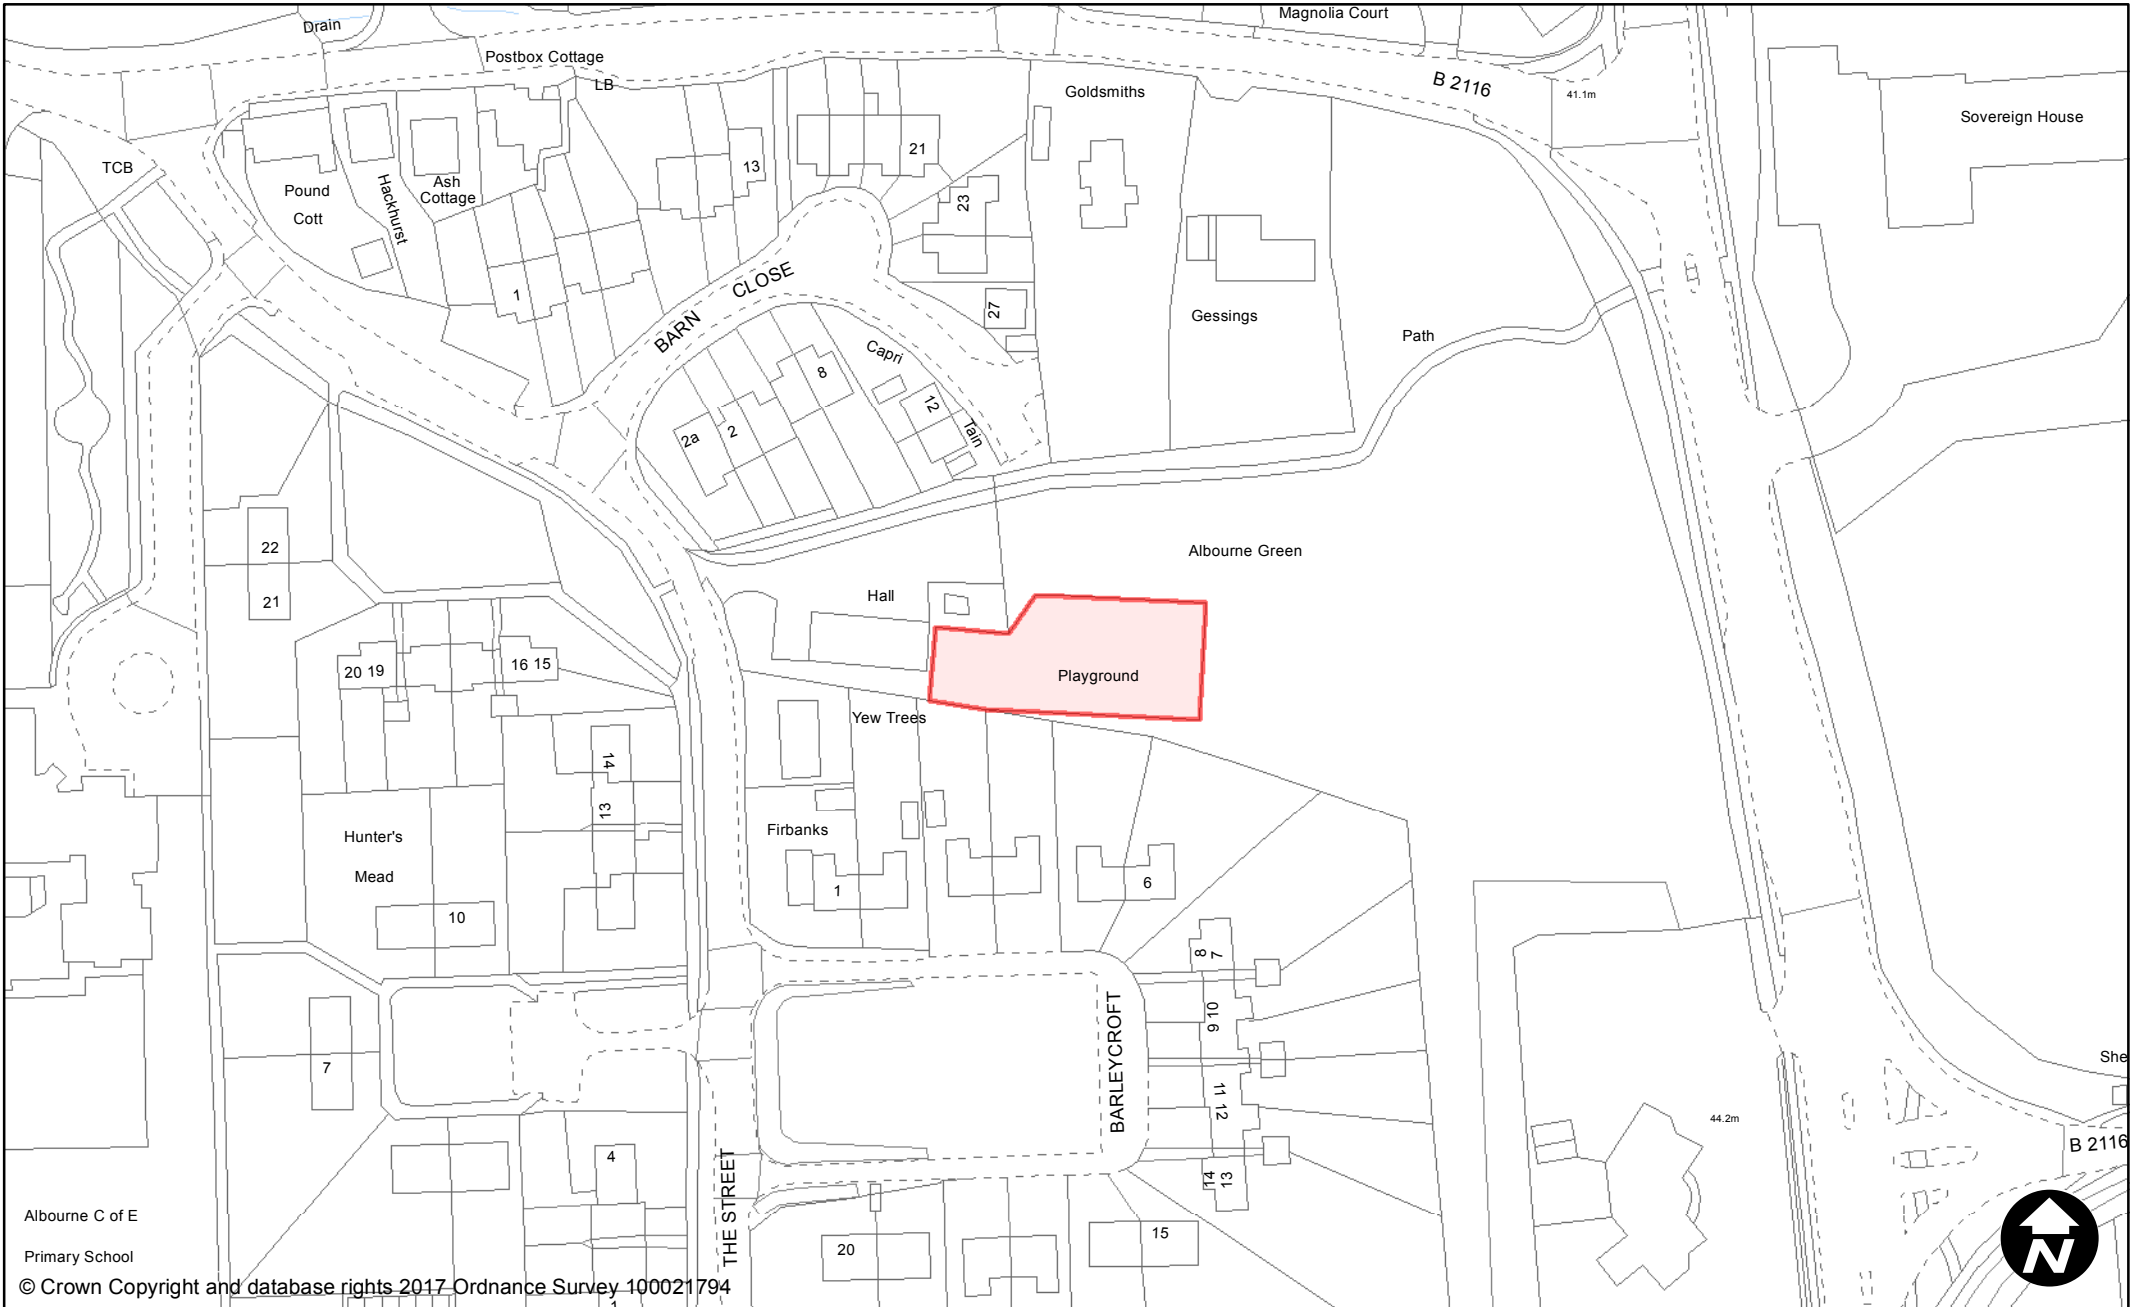 Drain
Magnolia Court
Postbox Cottage
LB
Goldsmiths
B 2116
41.1m
Sovereign House
TCB
21
13
Pound
Cott
Hackhurst
Ash
Cottage
23
1
BARN CLOSE
27
Gessings
Path
Capri
8
12
Tain
2a
2
22
21
Albourne Green
Hall
20 19
16 15
Playground
Yew Trees
14
13
Firbanks
Hunter's
Mead
1
6
10
8
7
9 10
BARLEYCROFT
7
11 12
She
44.2m
B 2116
4
14
13
THE STREET
Albourne C of E
Primary School
20
15
N
© Crown Copyright and database rights 2017 Ordnance Survey 100021794
1